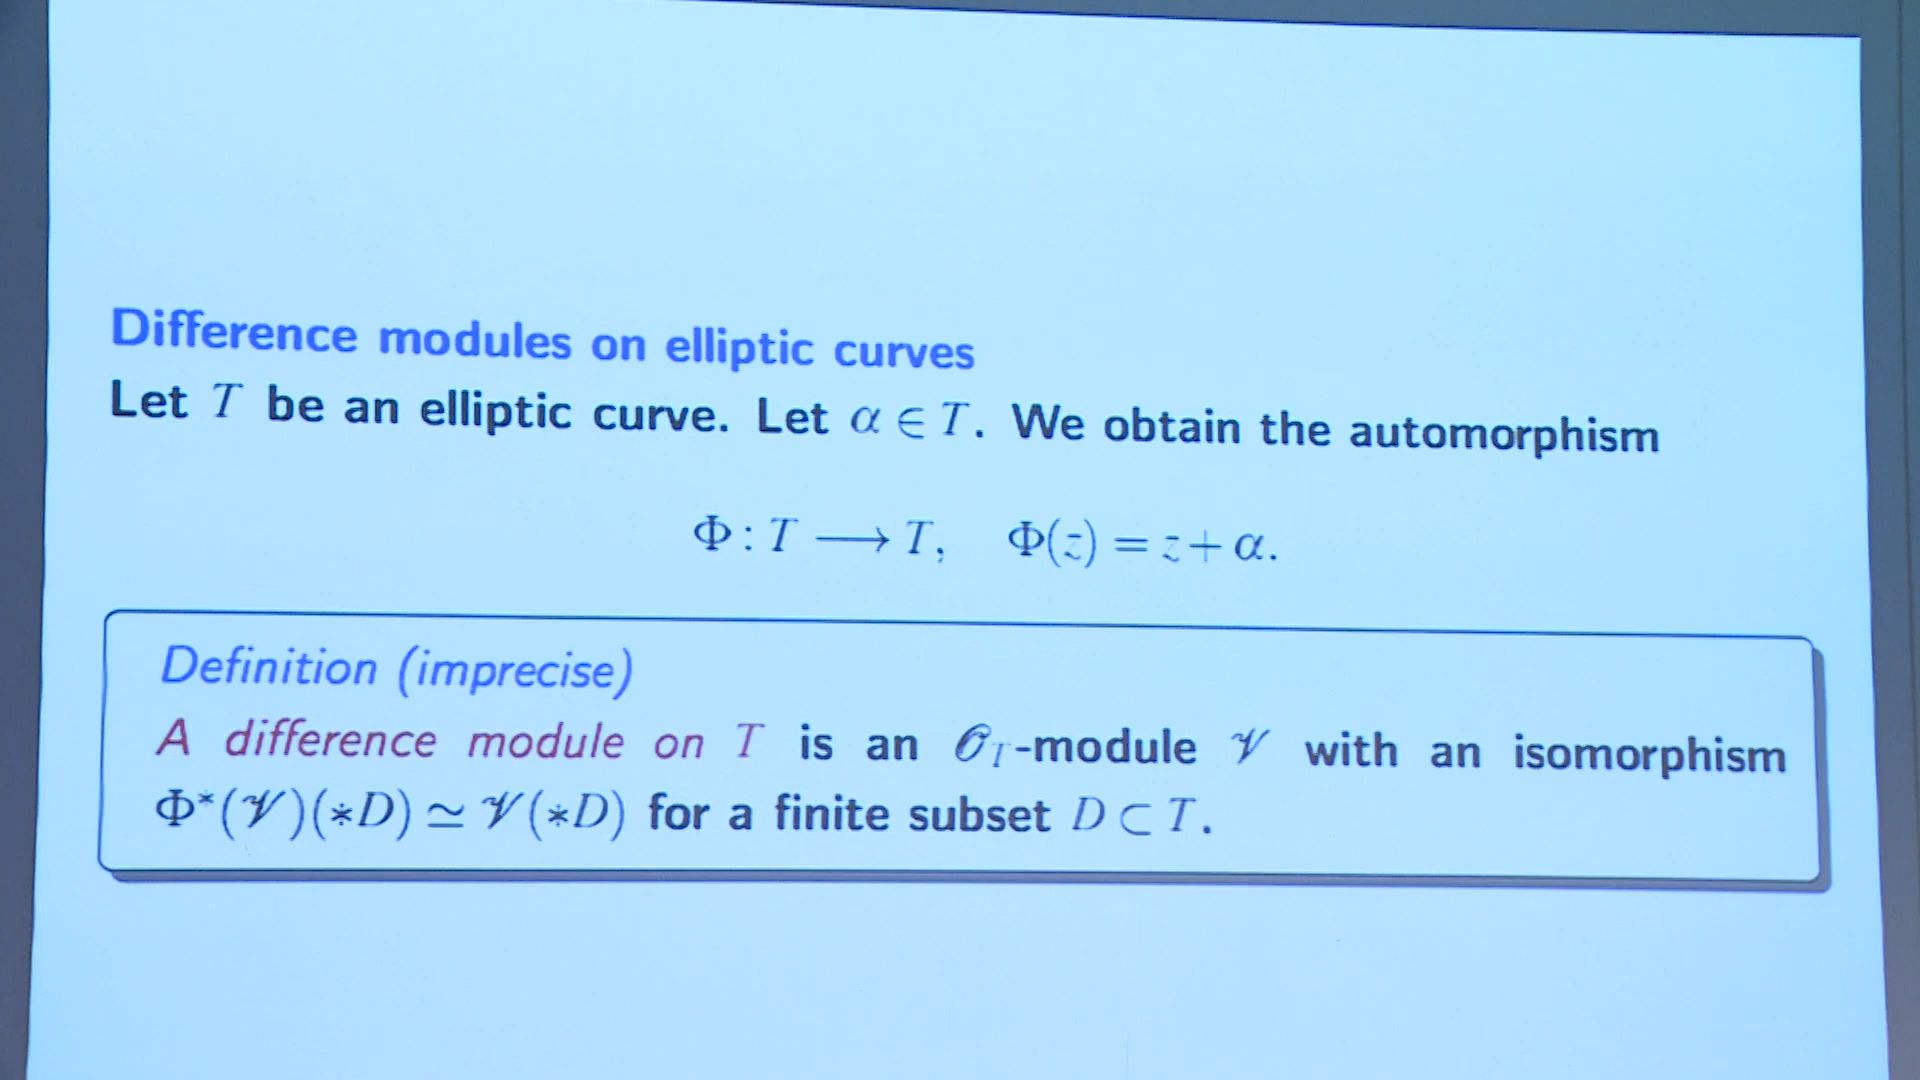 Difference modules on elliptic curves
Let T be an elliptic curve. Let α ∈ T. We obtain the automorphism
Φ : T ⟶ T, Φ(z) = z + α.
Definition (imprecise)
A difference module on T is an 𝒪_T-module 𝒱 with an isomorphism
Φ*(𝒱)(*D) ≃ 𝒱(*D) for a finite subset D ⊂ T.